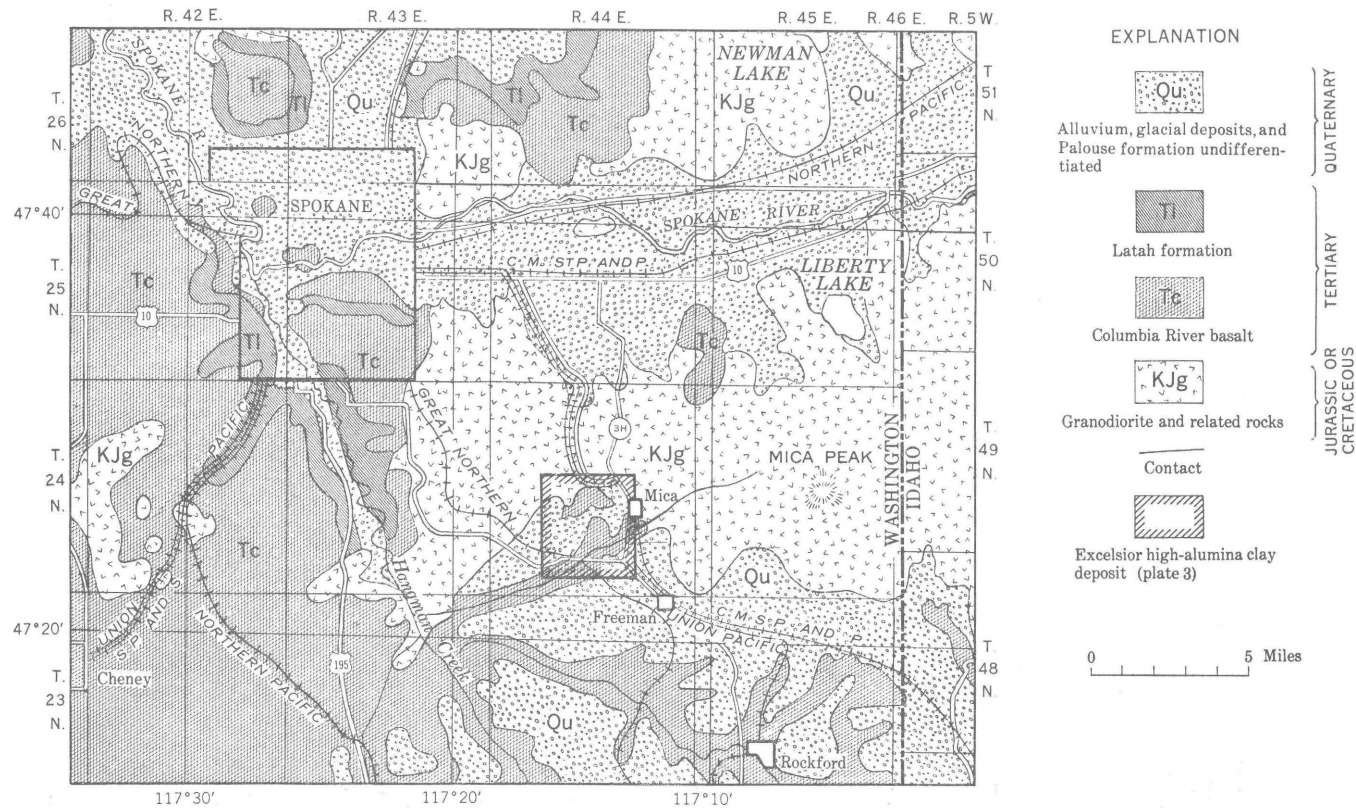 R. 42 E. R. 43 E. R. 44 E. R. 45 E. R. 46 E. R. 5 W.
T. 26 N.
T. 25 N.
T. 24 N.
T. 23 N.
47°40'
47°20'
T 51 N.
T. 50 N.
T. 49 N.
T. 48 N.
117°30' 117°20' 117°10'
SPOKANE R.
NORTHERN
GREAT
Tc
Tl
Qu
Tl
Tc
KJg
NEWMAN LAKE
KJg
Qu
NORTHERN PACIFIC
SPOKANE
SPOKANE RIVER
C. M. ST P. AND P.
10
LIBERTY LAKE
Tc
10
Tl
Tc
Tc
PACIFIC
GREAT NORTHERN
3H
KJg
KJg
MICA PEAK
WASHINGTON
IDAHO
Mica
Tc
Hangman Creek
Qu
Freeman
C. M. S P. AND P.
UNION PACIFIC
UNION
S P. AND S.
NORTHERN PACIFIC
Cheney
195
Qu
Rockford
EXPLANATION
Qu
Alluvium, glacial deposits, and
Palouse formation undifferen-
tiated
QUATERNARY
Tl
Latah formation
Tc
Columbia River basalt
TERTIARY
KJg
Granodiorite and related rocks
JURASSIC OR
CRETACEOUS
Contact
Excelsior high-alumina clay
deposit (plate 3)
0 5 Miles